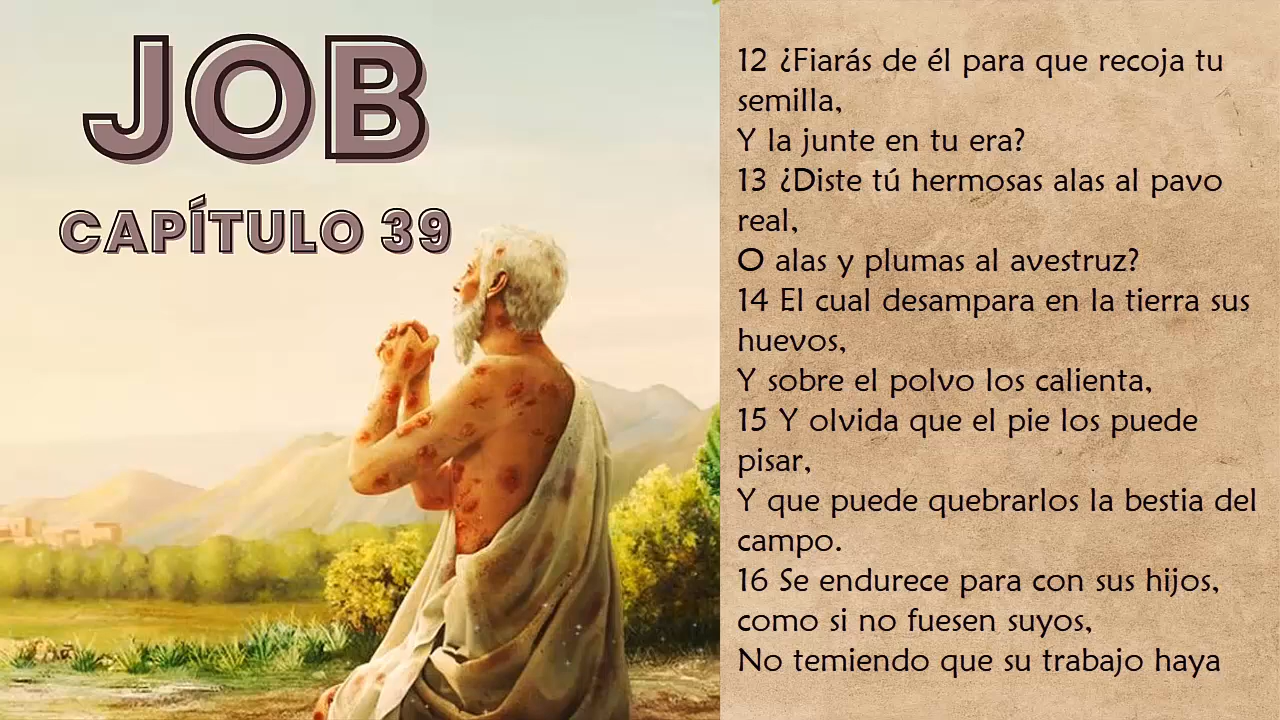 JOB
CAPÍTULO 39
12 ¿Fiarás de él para que recoja tu
semilla,
Y la junte en tu era?
13 ¿Diste tú hermosas alas al pavo
real,
O alas y plumas al avestruz?
14 El cual desampara en la tierra sus
huevos,
Y sobre el polvo los calienta,
15 Y olvida que el pie los puede
pisar,
Y que puede quebrarlos la bestia del
campo.
16 Se endurece para con sus hijos,
como si no fuesen suyos,
No temiendo que su trabajo haya